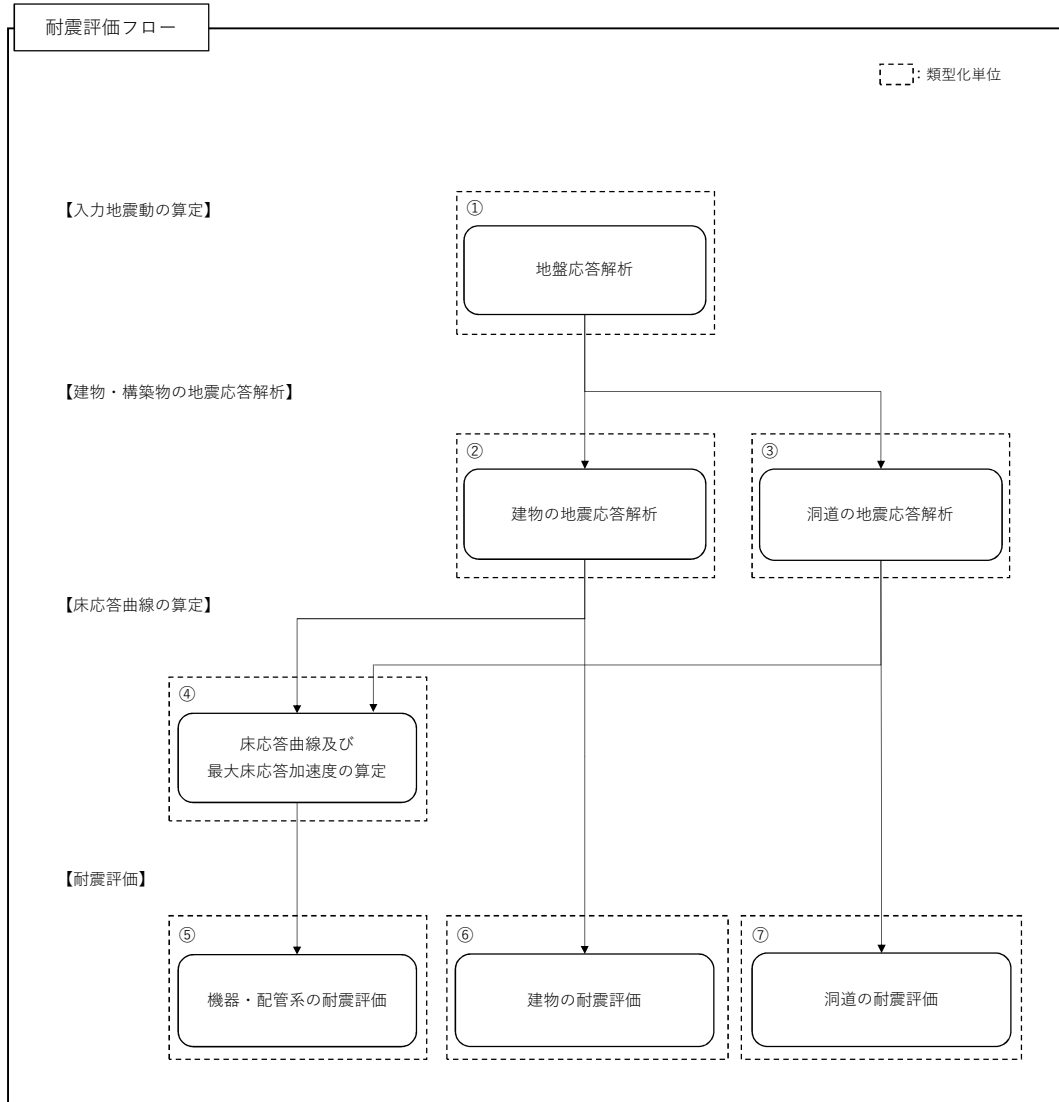 耐震評価フロー
：類型化単位
【入力地震動の算定】
①
地盤応答解析
【建物・構築物の地震応答解析】
②
建物の地震応答解析
③
洞道の地震応答解析
【床応答曲線の算定】
④
床応答曲線及び
最大床応答加速度の算定
【耐震評価】
⑤
機器・配管系の耐震評価
⑥
建物の耐震評価
⑦
洞道の耐震評価